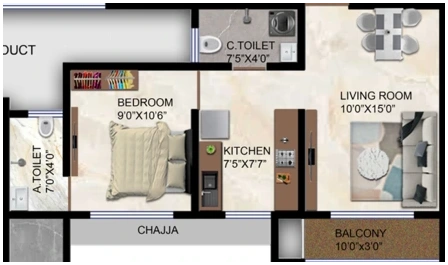 DUCT
C.TOILET
7'5"X4'0"
BEDROOM
9'0"X10'6"
LIVING ROOM
10'0"X15'0"
A.TOILET
7'0"X4'0"
KITCHEN
7'5"X7'7"
CHAJJA
BALCONY
10'0"x3'0"